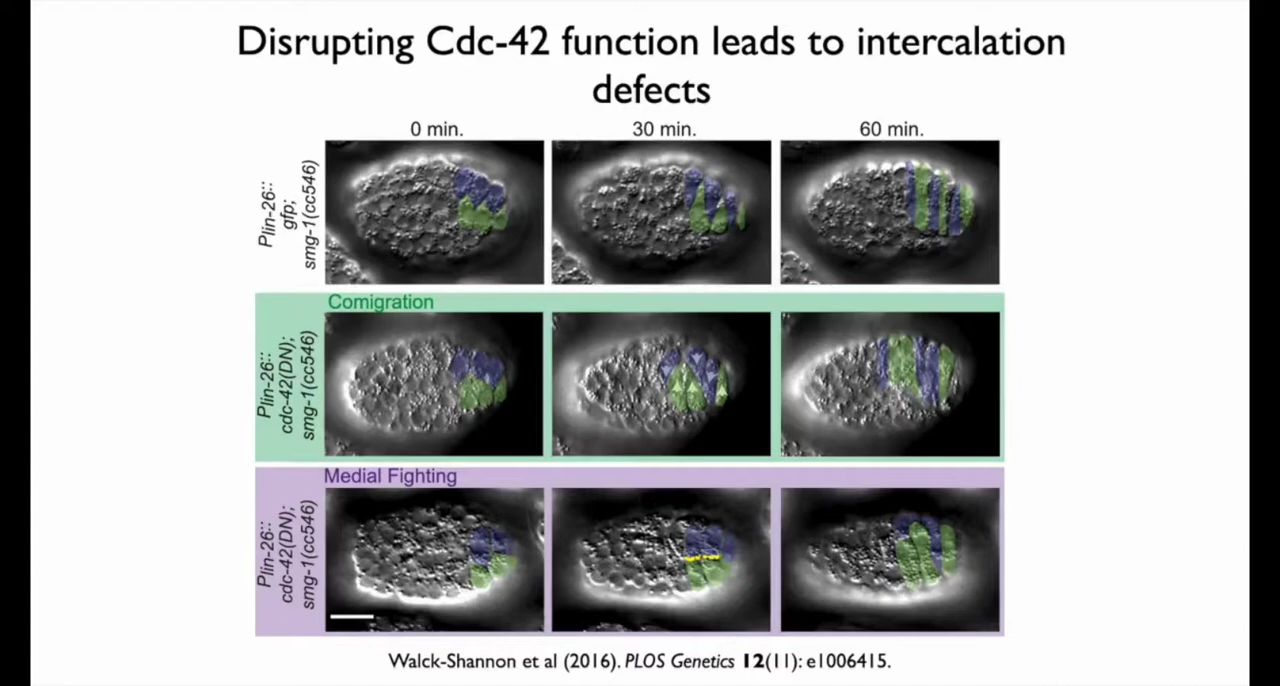 Disrupting Cdc-42 function leads to intercalation
defects
0 min.
30 min.
60 min.
Plin-26::
gfp;
smg-1(cc546)
Comigration
Plin-26::
cdc-42(DN);
smg-1(cc546)
Medial Fighting
Plin-26::
cdc-42(DN);
smg-1(cc546)
Walck-Shannon et al (2016). PLOS Genetics 12(11): e1006415.